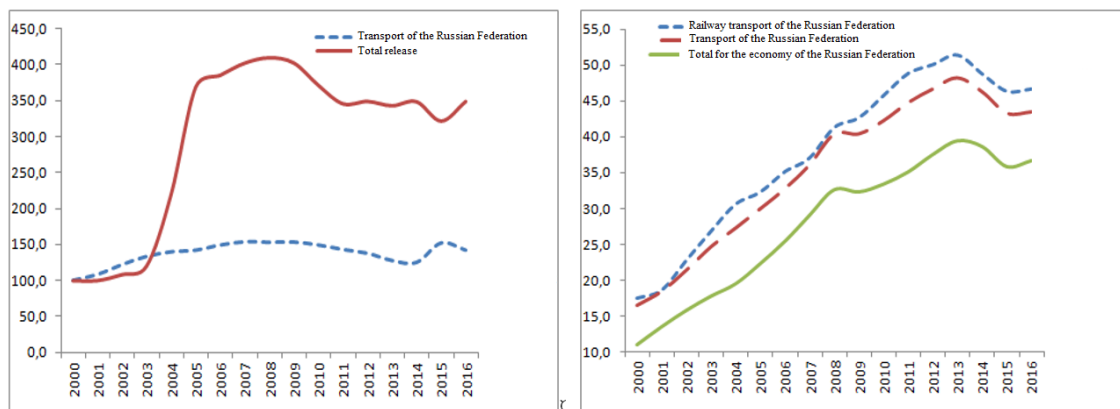 450,0
400,0
350,0
300,0
250,0
200,0
150,0
100,0
50,0
0,0
Transport of the Russian Federation
Total release
2000 2001 2002 2003 2004 2005 2006 2007 2008 2009 2010 2011 2012 2013 2014 2015 2016
55,0
50,0
45,0
40,0
35,0
30,0
25,0
20,0
15,0
10,0
Railway transport of the Russian Federation
Transport of the Russian Federation
Total for the economy of the Russian Federation
2000 2001 2002 2003 2004 2005 2006 2007 2008 2009 2010 2011 2012 2013 2014 2015 2016